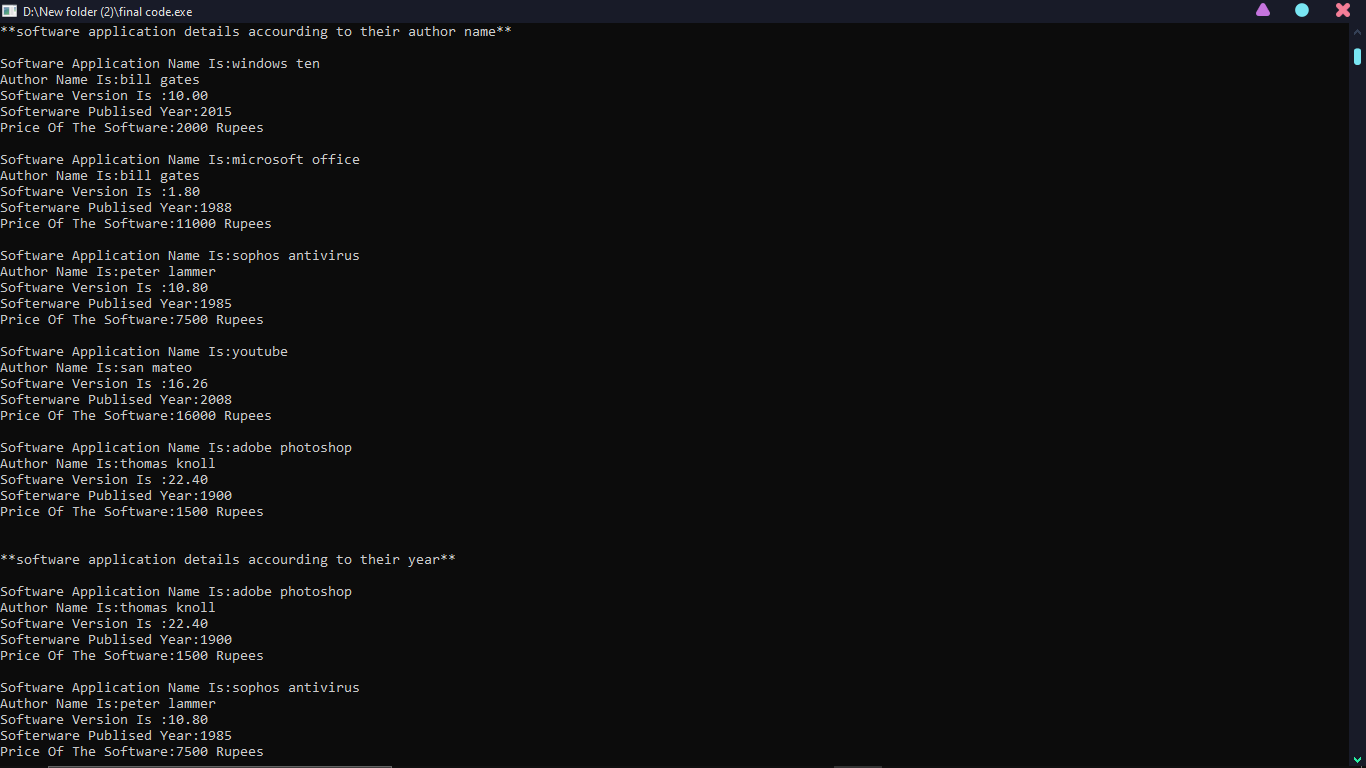 D:\New folder (2)\final code.exe
**software application details accourding to their author name**
Software Application Name Is:windows ten
Author Name Is:bill gates
Software Version Is :10.00
Softerware Publised Year:2015
Price Of The Software:2000 Rupees
Software Application Name Is:microsoft office
Author Name Is:bill gates
Software Version Is :1.80
Softerware Publised Year:1988
Price Of The Software:11000 Rupees
Software Application Name Is:sophos antivirus
Author Name Is:peter lammer
Software Version Is :10.80
Softerware Publised Year:1985
Price Of The Software:7500 Rupees
Software Application Name Is:youtube
Author Name Is:san mateo
Software Version Is :16.26
Softerware Publised Year:2008
Price Of The Software:16000 Rupees
Software Application Name Is:adobe photoshop
Author Name Is:thomas knoll
Software Version Is :22.40
Softerware Publised Year:1900
Price Of The Software:1500 Rupees
**software application details accourding to their year**
Software Application Name Is:adobe photoshop
Author Name Is:thomas knoll
Software Version Is :22.40
Softerware Publised Year:1900
Price Of The Software:1500 Rupees
Software Application Name Is:sophos antivirus
Author Name Is:peter lammer
Software Version Is :10.80
Softerware Publised Year:1985
Price Of The Software:7500 Rupees